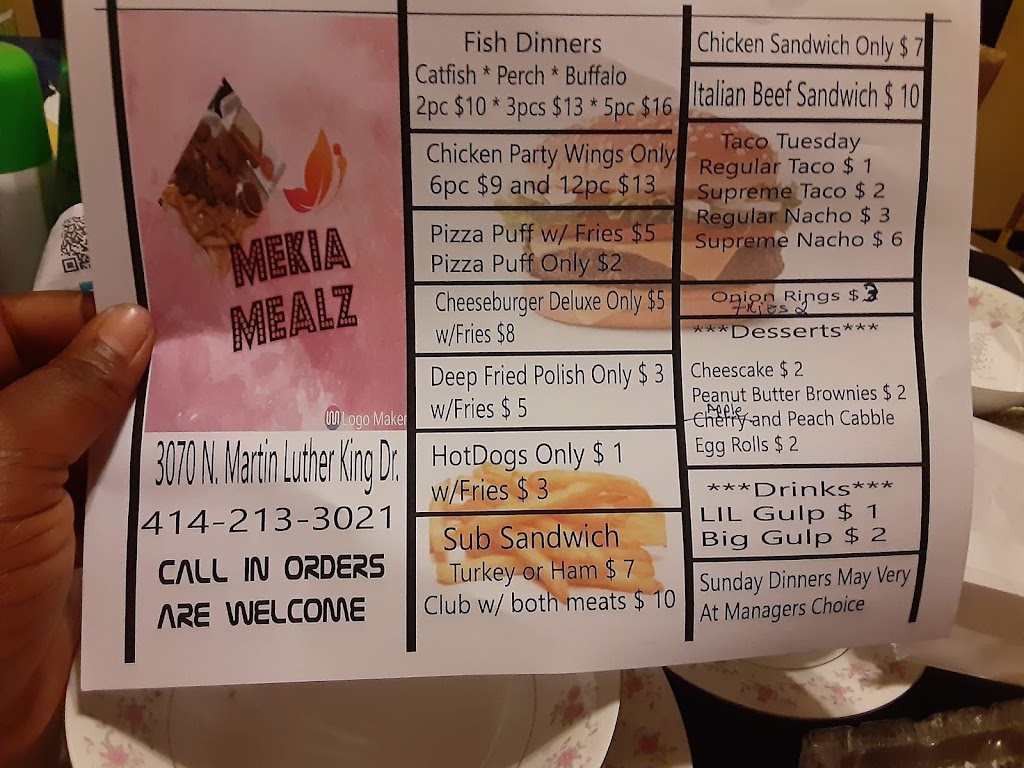 MEKIA
MEALZ
Logo Maker
3070 N. Martin Luther King Dr.
414-213-3021
CALL IN ORDERS
ARE WELCOME
Fish Dinners
Catfish * Perch * Buffalo
2pc $10 * 3pcs $13 * 5pc $16
Chicken Party Wings Only
6pc $9 and 12pc $13
Pizza Puff w/ Fries $5
Pizza Puff Only $2
Cheeseburger Deluxe Only $5
w/Fries $8
Deep Fried Polish Only $ 3
w/Fries $ 5
HotDogs Only $ 1
w/Fries $ 3
Sub Sandwich
Turkey or Ham $ 7
Club w/ both meats $ 10
Chicken Sandwich Only $ 7
Italian Beef Sandwich $ 10
Taco Tuesday
Regular Taco $ 1
Supreme Taco $ 2
Regular Nacho $ 3
Supreme Nacho $ 6
Onion Rings $ 3
Fries 2
***Desserts***
Cheescake $ 2
Peanut Butter Brownies $ 2
Apple
Cherry and Peach Cabble
Egg Rolls $ 2
***Drinks***
LIL Gulp $ 1
Big Gulp $ 2
Sunday Dinners May Very
At Managers Choice